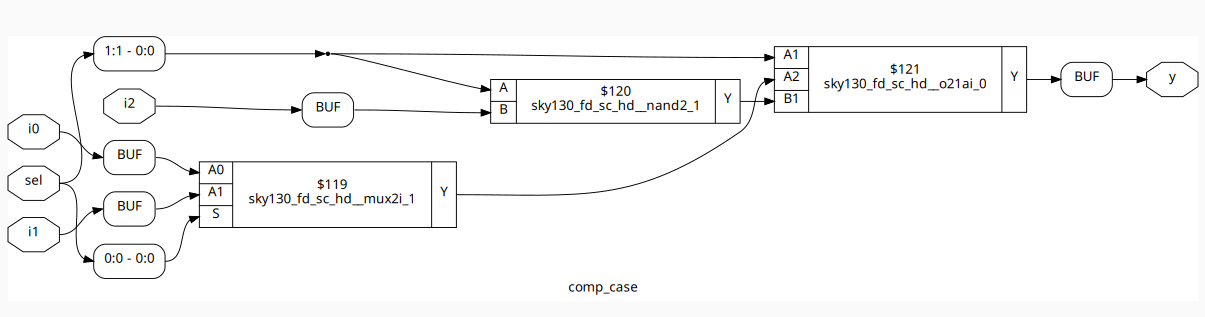 1:1 - 0:0
i2
BUF
i0
BUF
sel
BUF
i1
0:0 - 0:0
A0
A1
S
$119
sky130_fd_sc_hd__mux2i_1
Y
A
B
$120
sky130_fd_sc_hd__nand2_1
Y
A1
A2
B1
$121
sky130_fd_sc_hd__o21ai_0
Y
BUF
y
comp_case